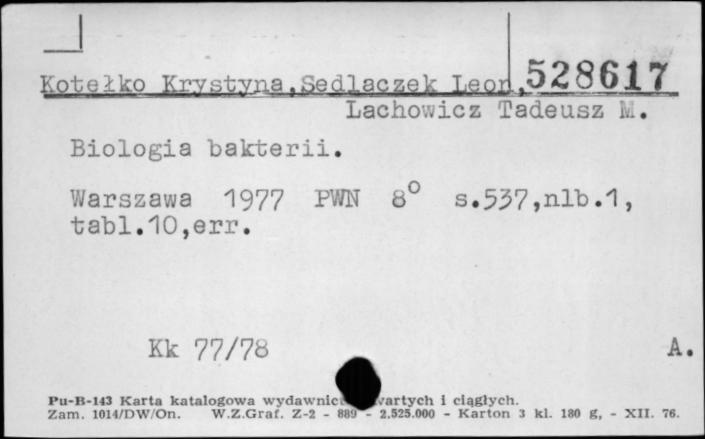 Kotełko Krystyna,Sedlaczek Leon, 528617
Lachowicz Tadeusz M.
Biologia bakterii.
Warszawa 1977 PWN 8° s.537,nlb.1,
tabl.10,err.
Kk 77/78 A.
Pu-B-143 Karta katalogowa wydawnic wartych i ciągłych.
Zam. 1014/DW/On. W.Z.Graf. Z-2 - 889 - 2.525.000 - Karton 3 kl. 180 g, - XII. 76.